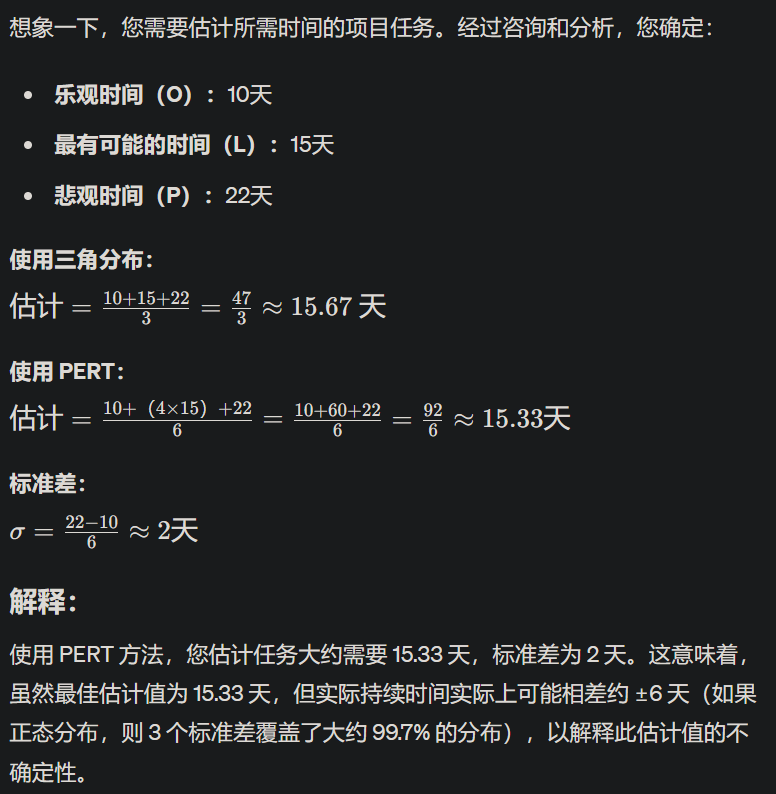 想象一下，您需要估计所需时间的项目任务。经过咨询和分析，您确定：
• 乐观时间（O）：10天
• 最有可能的时间（L）：15天
• 悲观时间（P）：22天
使用三角分布：
估计 = \frac{10+15+22}{3} = \frac{47}{3} ≈ 15.67 天
使用 PERT：
估计 = \frac{10+（4×15）+22}{6} = \frac{10+60+22}{6} = \frac{92}{6} ≈ 15.33天
标准差：
σ = \frac{22−10}{6} ≈ 2天
解释：
使用 PERT 方法，您估计任务大约需要 15.33 天，标准差为 2 天。这意味着，
虽然最佳估计值为 15.33 天，但实际持续时间实际上可能相差约 ±6 天（如果
正态分布，则 3 个标准差覆盖了大约 99.7% 的分布），以解释此估计值的不
确定性。